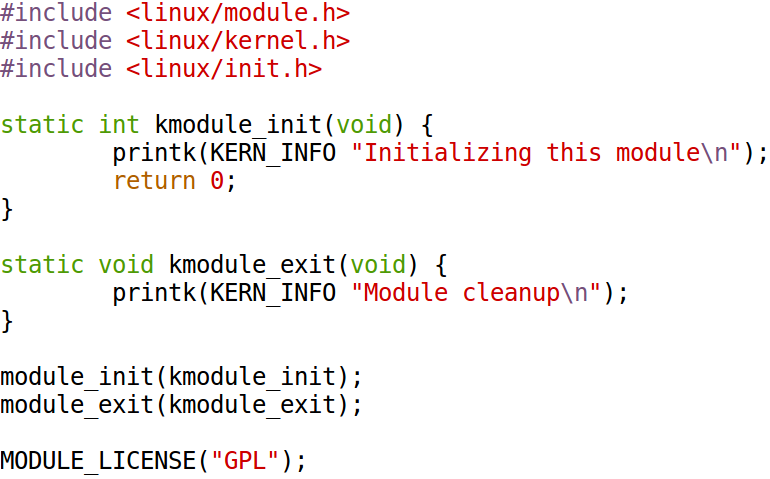 #include <linux/module.h>
#include <linux/kernel.h>
#include <linux/init.h>

static int kmodule_init(void) {
        printk(KERN_INFO "Initializing this module\n");
        return 0;
}

static void kmodule_exit(void) {
        printk(KERN_INFO "Module cleanup\n");
}

module_init(kmodule_init);
module_exit(kmodule_exit);

MODULE_LICENSE("GPL");